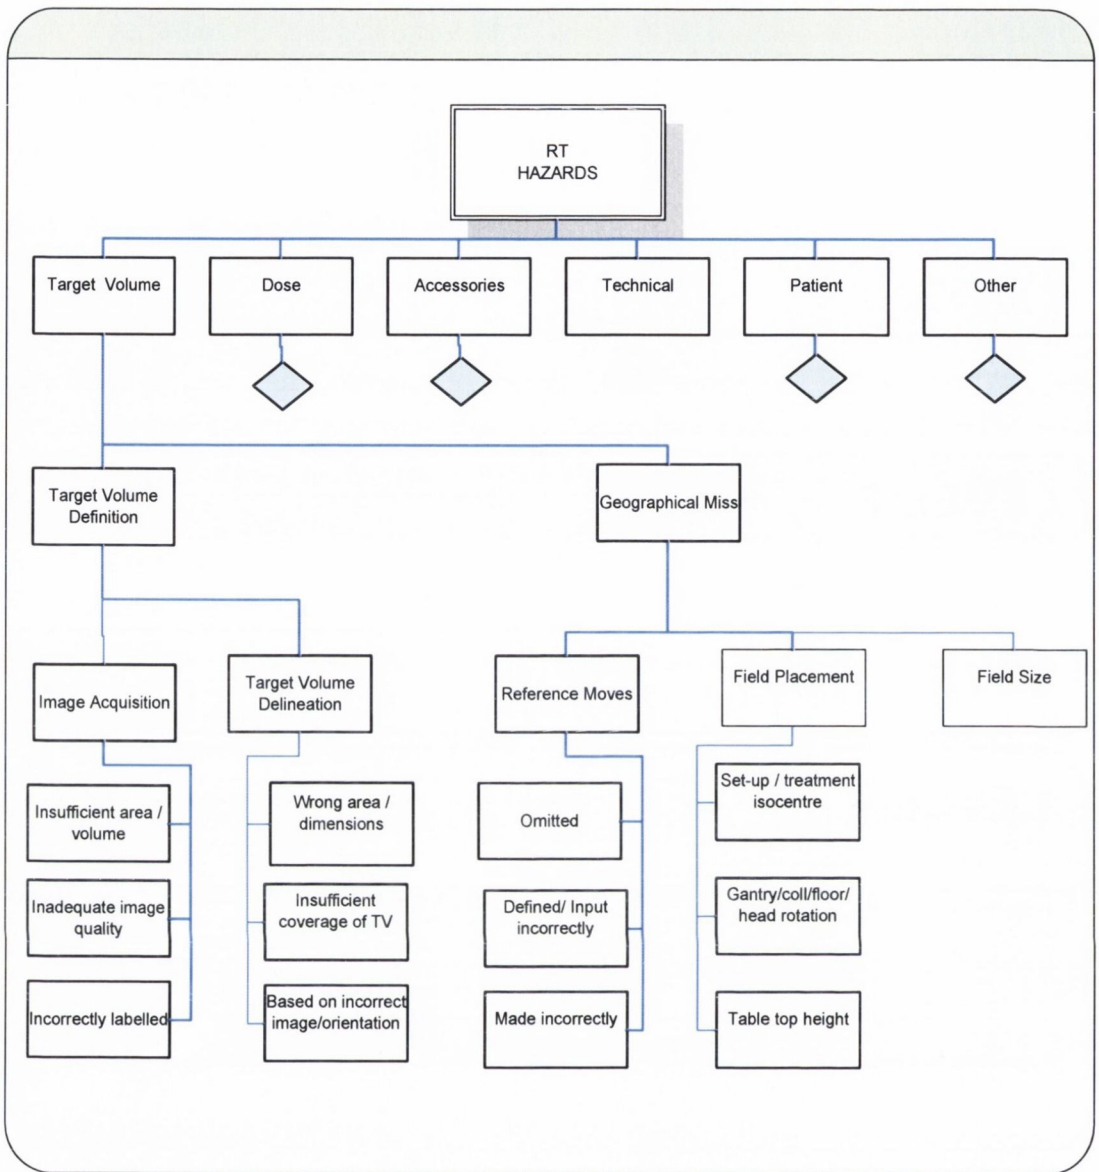 RT
HAZARDS
Target Volume
Dose
Accessories
Technical
Patient
Other
Target Volume
Definition
Geographical Miss
Image Acquisition
Target Volume
Delineation
Reference Moves
Field Placement
Field Size
Insufficient area /
volume
Inadequate image
quality
Incorrectly labelled
Wrong area /
dimensions
Insufficient
coverage of TV
Based on incorrect
image/orientation
Omitted
Defined/ Input
incorrectly
Made incorrectly
Set-up / treatment
isocentre
Gantry/coll/floor/
head rotation
Table top height